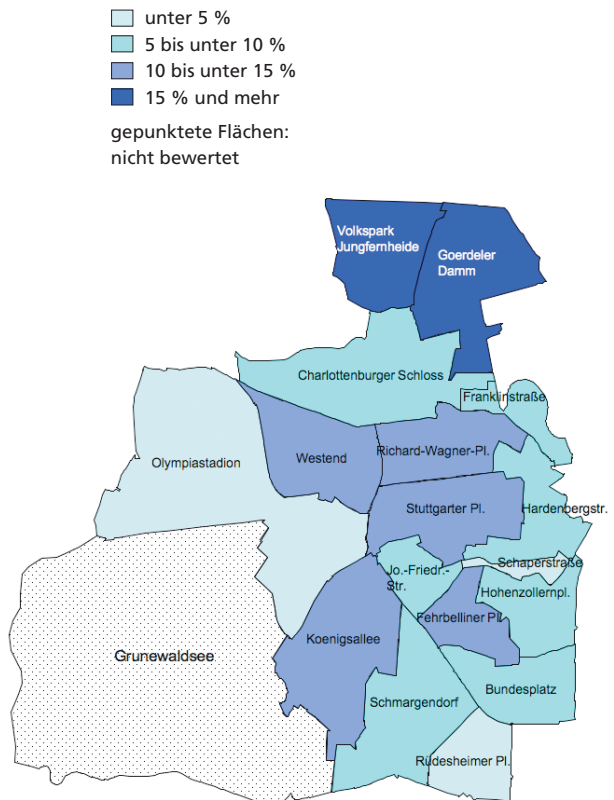 unter 5 %
5 bis unter 10 %
10 bis unter 15 %
15 % und mehr
gepunktete Flächen:
nicht bewertet
Volkspark
Jungfernheide
Goerdeler
Damm
Charlottenburger Schloss
Franklinstraße
Olympiastadion
Westend
Richard-Wagner-Pl.
Stuttgarter Pl.
Hardenbergstr.
Schaperstraße
Jo.-Friedr.-
Str.
Hohenzollernpl.
Fehrbelliner Pl.
Koenigsallee
Grunewaldsee
Schmargendorf
Bundesplatz
Rüdesheimer Pl.